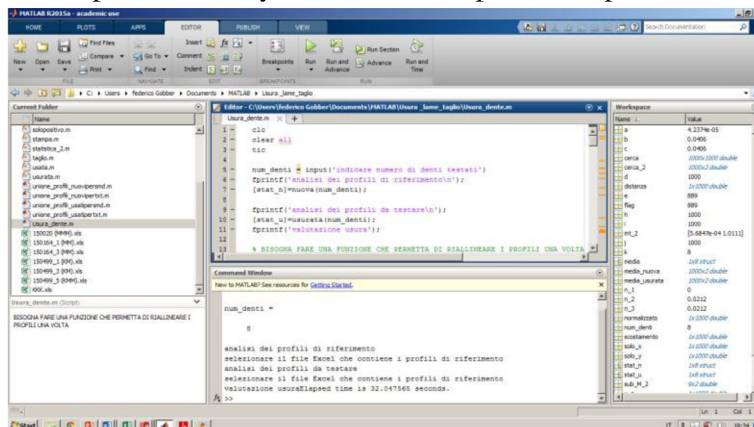 MATLAB R2015a - academic use
HOME PLOTS APPS EDITOR PUBLISH VIEW
Search Documentation
New Open Save Find Files Compare Print Go To Find Insert Comment Indent Breakpoints Run Run and Advance Run Section Advance Run and Time
FILE NAVIGATE EDIT BREAKPOINTS RUN
C: Users federico Gobber Documents MATLAB Usura_lame_taglio
Current Folder
Name
solopositivo.m
stampa.m
statistica_2.m
taglio.m
usata.m
usurata.m
unione_profili_nuovipersmd.m
unione_profili_nuovipertxt.m
unione_profili_usatipersmd.m
unione_profili_usatipertxt.m
Usura_dente.m
150020 (MMM).xls
150164_1 (MM).xls
150164_3 (MM).xls
150499_1 (KM).xls
150499_3 (KM).xls
150499_5 (KMM).xls
KKK.xls
Usura_dente.m (Script)
BISOGNA FARE UNA FUNZIONE CHE PERMETTA DI RIALLINEARE I
PROFILI UNA VOLTA
Editor - C:\Users\federico Gobber\Documents\MATLAB\Usura_lame_taglio\Usura_dente.m
Usura_dente.m
1 - clc
2 - clear all
3 - tic
4
5 - num_denti = input('indicare numero di denti testati')
6 - fprintf('analisi dei profili di riferimento\n');
7 - [stat_n]=nuova(num_denti);
8
9 - fprintf('analisi dei profili da testare\n');
10 - [stat_u]=usurata(num_denti);
11 - fprintf('valutazione usura');
12
13 % BISOGNA FARE UNA FUNZIONE CHE PERMETTA DI RIALLINEARE I PROFILI UNA VOLTA
Command Window
New to MATLAB? See resources for Getting Started.
num_denti =
8
analisi dei profili di riferimento
selezionare il file Excel che contiene i profili di riferimento
analisi dei profili da testare
selezionare il file Excel che contiene i profili di riferimento
valutazione usuraElapsed time is 32.047565 seconds.
fx >>
Workspace
Name Value
a 4.2374e-05
b 0.0406
c 0.0406
cerca 1000x1000 double
cerca_2 1000x2 double
d 1000
distanza 1x1000 double
e 889
flag 889
h 1000
i 1000
int_2 [5.6847e-04 1.0111]
j 1000
k 8
media 1x8 struct
media_nuova 1000x2 double
media_usurata 1000x2 double
n_1 0
n_2 0.0212
n_3 0.0212
normalizzato 1x1000 double
num_denti 8
scostamento 1x1000 double
solo_x 1x1000 double
solo_y 1x1000 double
stat_n 1x8 struct
stat_u 1x8 struct
sub_M_2 9x2 double
Ln 1 Col 1
Start
IT